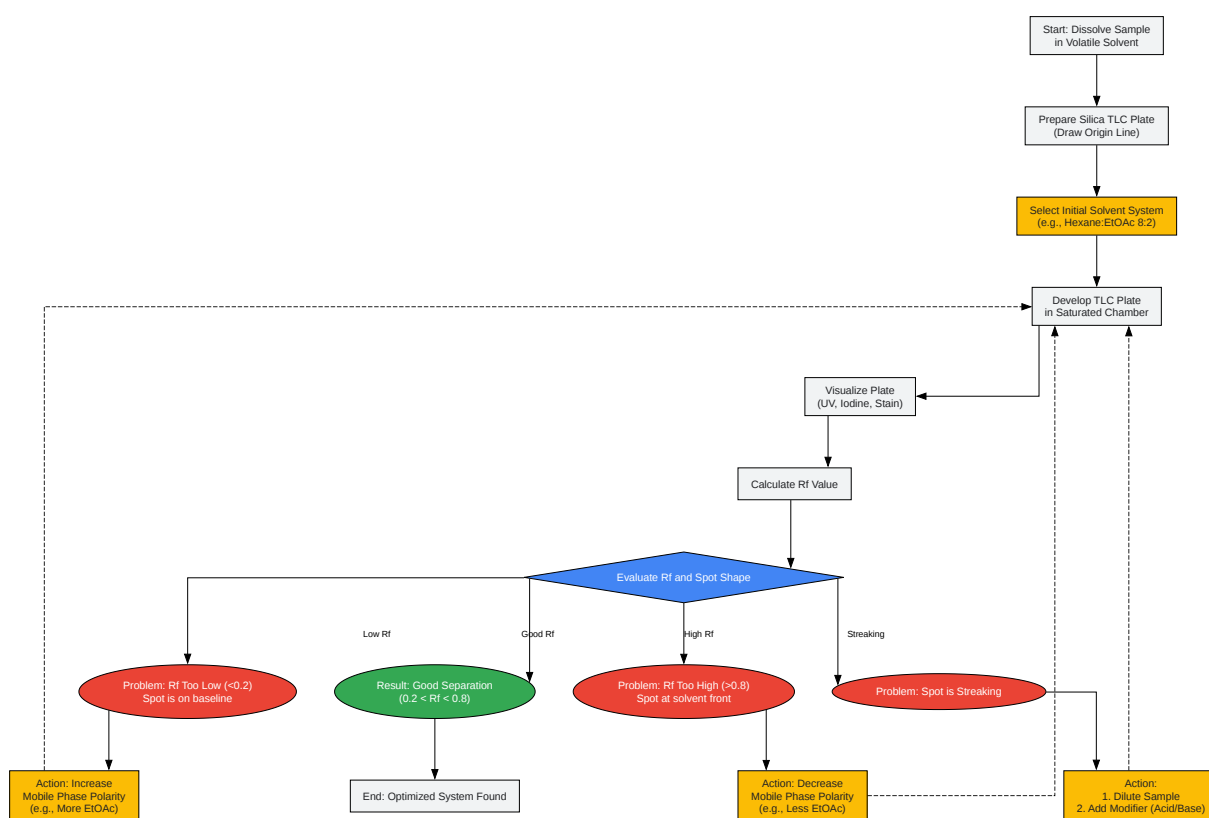 Start: Dissolve Sample
in Volatile Solvent
Prepare Silica TLC Plate
(Draw Origin Line)
Select Initial Solvent System
(e.g., Hexane:EtOAc 8:2)
Develop TLC Plate
in Saturated Chamber
Visualize Plate
(UV, Iodine, Stain)
Calculate Rf Value
Evaluate Rf and Spot Shape
Low Rf
Good Rf
High Rf
Streaking
Problem: Rf Too Low (<0.2)
Spot is on baseline
Result: Good Separation
(0.2 < Rf < 0.8)
Problem: Rf Too High (>0.8)
Spot at solvent front
Problem: Spot is Streaking
Action: Increase
Mobile Phase Polarity
(e.g., More EtOAc)
End: Optimized System Found
Action: Decrease
Mobile Phase Polarity
(e.g., Less EtOAc)
Action:
1. Dilute Sample
2. Add Modifier (Acid/Base)